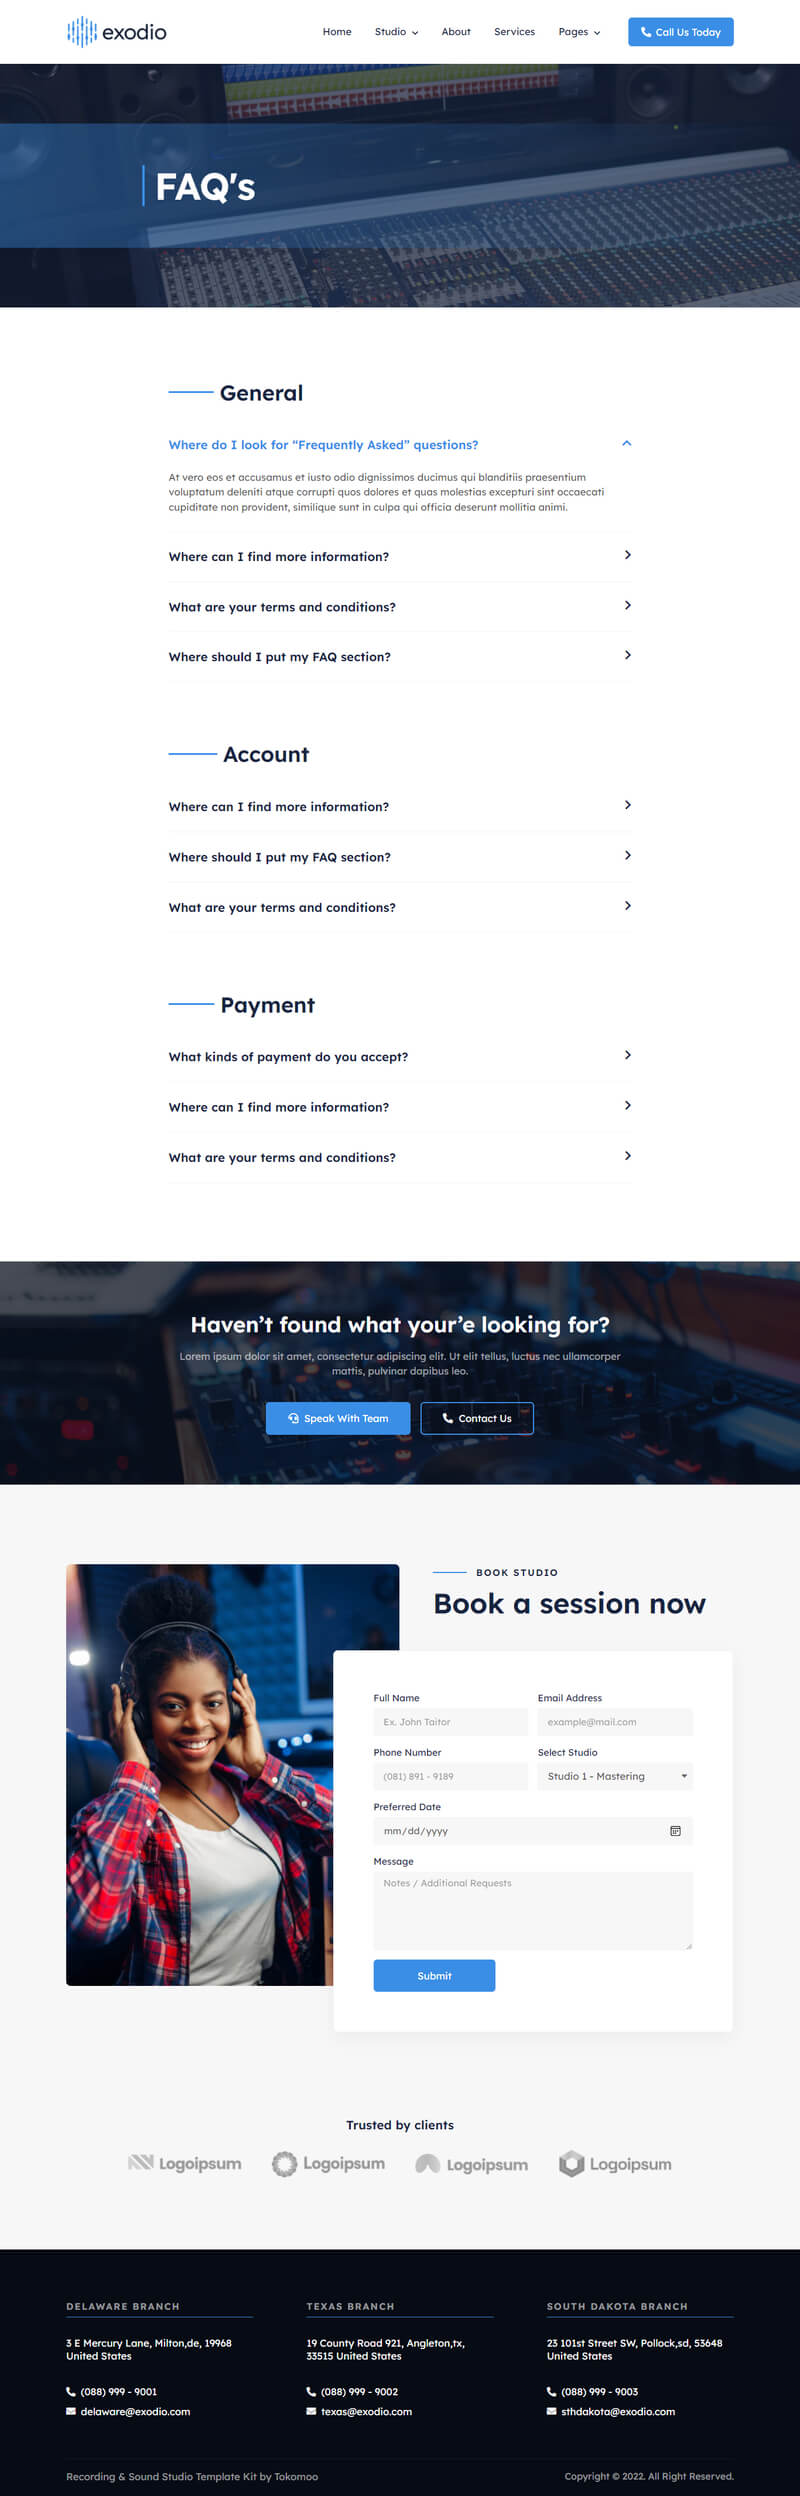 exodio
Home Studio About Services Pages Call Us Today
FAQ's
General
Where do I look for “Frequently Asked” questions?
At vero eos et accusamus et iusto odio dignissimos ducimus qui blanditiis praesentium
voluptatum deleniti atque corrupti quos dolores et quas molestias excepturi sint occaecati
cupiditate non provident, similique sunt in culpa qui officia deserunt mollitia animi.
Where can I find more information?
What are your terms and conditions?
Where should I put my FAQ section?
Account
Where can I find more information?
Where should I put my FAQ section?
What are your terms and conditions?
Payment
What kinds of payment do you accept?
Where can I find more information?
What are your terms and conditions?
Haven’t found what your’e looking for?
Lorem ipsum dolor sit amet, consectetur adipiscing elit. Ut elit tellus, luctus nec ullamcorper
mattis, pulvinar dapibus leo.
Speak With Team Contact Us
BOOK STUDIO
Book a session now
Full Name Email Address
Ex. John Taitor example@mail.com
Phone Number Select Studio
(081) 891 - 9189 Studio 1 - Mastering
Preferred Date
mm/dd/yyyy
Message
Notes / Additional Requests
Submit
Trusted by clients
Logoipsum Logoipsum Logoipsum Logoipsum
DELAWARE BRANCH
3 E Mercury Lane, Milton,de, 19968
United States
(088) 999 - 9001
delaware@exodio.com
TEXAS BRANCH
19 County Road 921, Angleton,tx,
33515 United States
(088) 999 - 9002
texas@exodio.com
SOUTH DAKOTA BRANCH
23 101st Street SW, Pollock,sd, 53648
United States
(088) 999 - 9003
sthdakota@exodio.com
Recording & Sound Studio Template Kit by Tokomoo
Copyright © 2022. All Right Reserved.